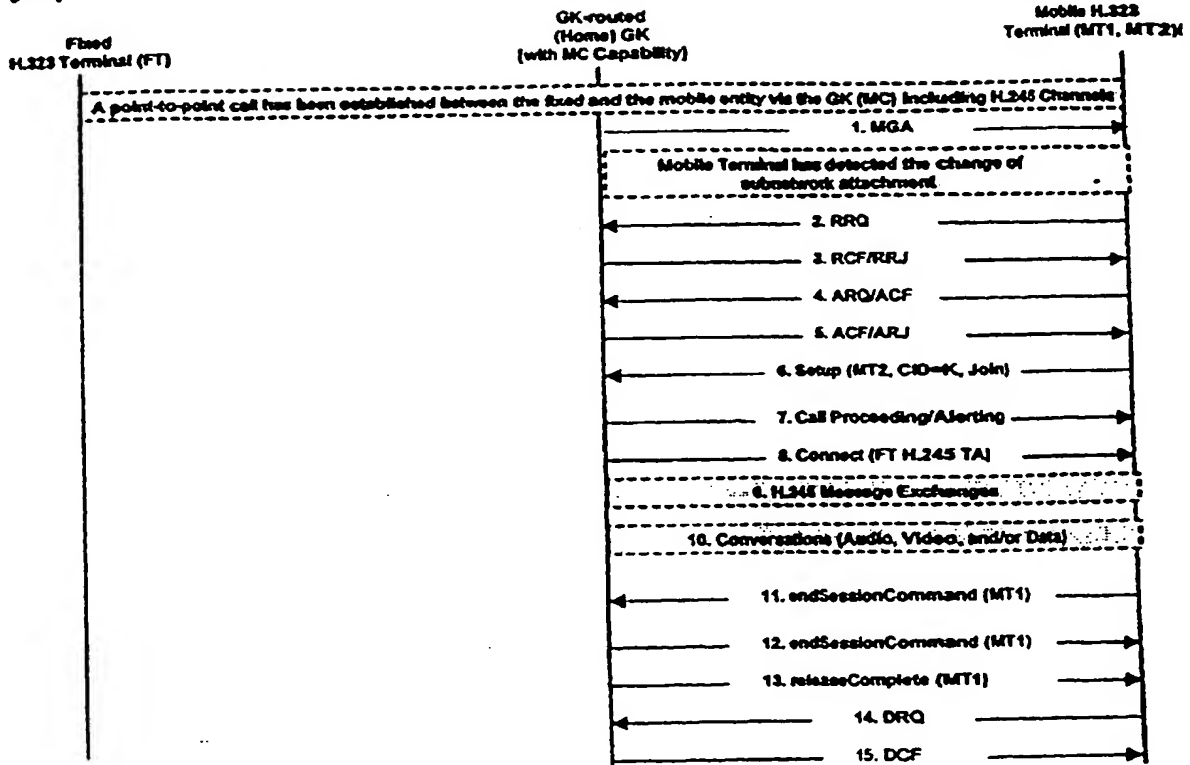 Fixed
H.323 Terminal (FT)
GK-routed
(Home) GK
[with MC Capability]
Mobile H.323
Terminal (MT1, MT2)
A point-to-point call has been established between the fixed and the mobile entity via the GK (MC) including H.245 Channels
1. MGA
Mobile Terminal has detected the change of
subnetwork attachment
2. RRQ
3. RCF/RRJ
4. ARQ/ACF
5. ACF/ARJ
6. Setup (MT2, CID=K, Join)
7. Call Proceeding/Alerting
8. Connect (FT H.245 TA)
9. H.245 Message Exchanges
10. Conversations (Audio, Video, and/or Data)
11. endSessionCommand (MT1)
12. endSessionCommand (MT1)
13. releaseComplete (MT1)
14. DRQ
15. DCF